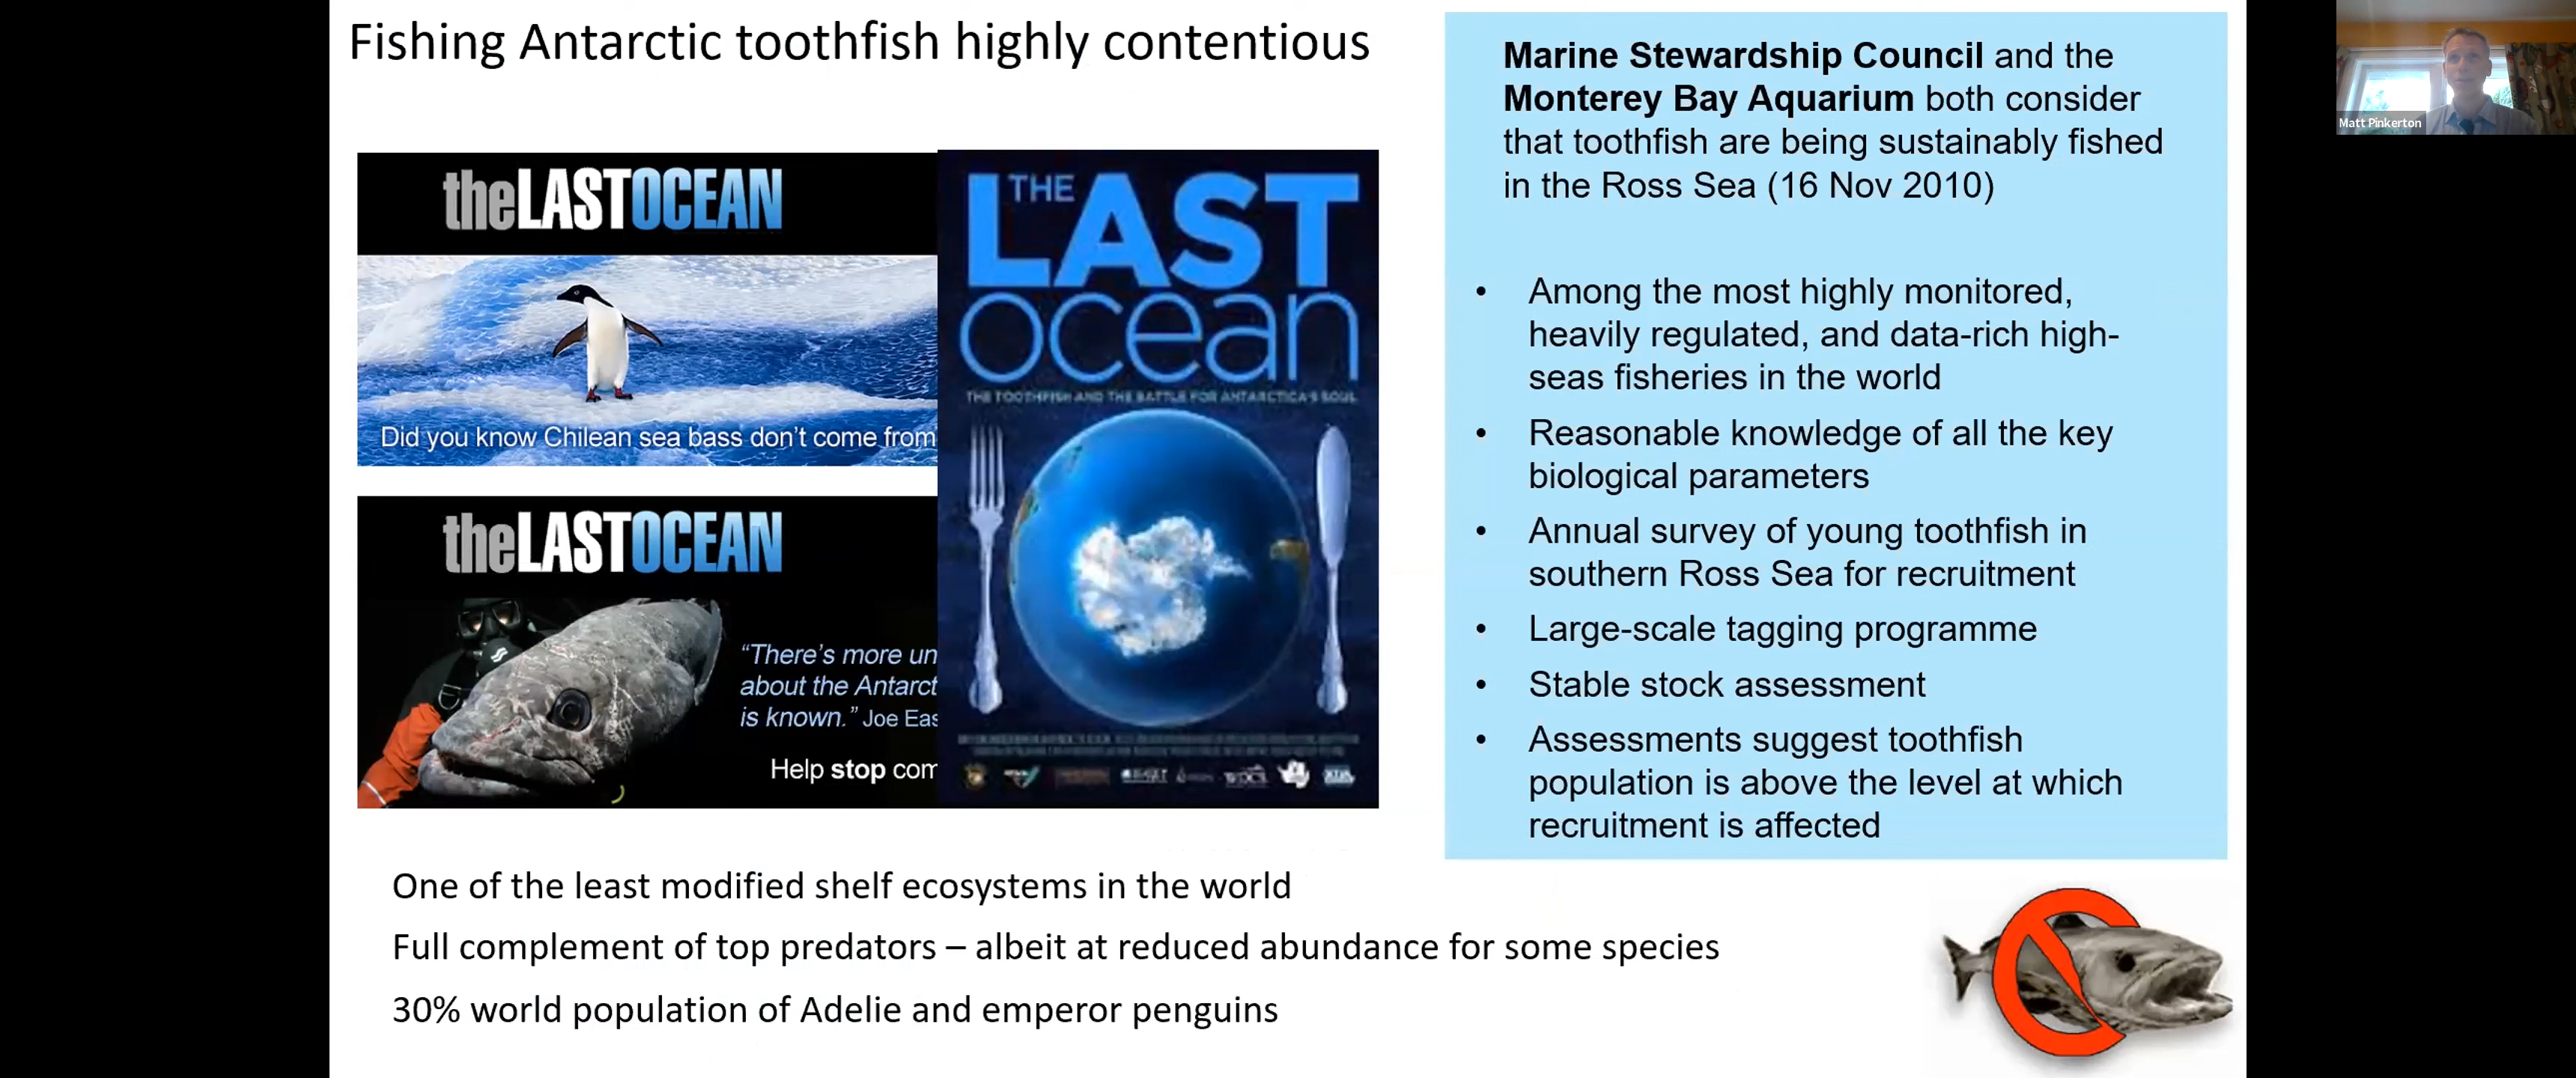 Fishing Antarctic toothfish highly contentious
theLASTOCEAN
Did you know Chilean sea bass don't come from
theLASTOCEAN
"There's more un
about the Antarct
is known." Joe Eas
Help stop com
THE
LAST
ocean
THE TOOTHFISH AND THE BATTLE FOR ANTARCTICA'S SOUL
Marine Stewardship Council and the
Monterey Bay Aquarium both consider
that toothfish are being sustainably fished
in the Ross Sea (16 Nov 2010)
• Among the most highly monitored,
heavily regulated, and data-rich high-
seas fisheries in the world
• Reasonable knowledge of all the key
biological parameters
• Annual survey of young toothfish in
southern Ross Sea for recruitment
• Large-scale tagging programme
• Stable stock assessment
• Assessments suggest toothfish
population is above the level at which
recruitment is affected
One of the least modified shelf ecosystems in the world
Full complement of top predators – albeit at reduced abundance for some species
30% world population of Adelie and emperor penguins
Matt Pinkerton